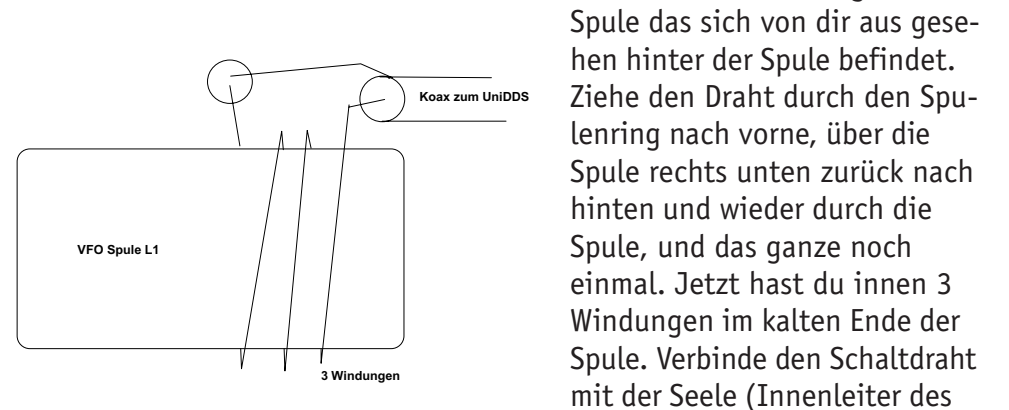 Koax zum UniDDS
VFO Spule L1
3 Windungen
Spule das sich von dir aus gese-
hen hinter der Spule befindet.
Ziehe den Draht durch den Spu-
lenring nach vorne, über die
Spule rechts unten zurück nach
hinten und wieder durch die
Spule, und das ganze noch
einmal. Jetzt hast du innen 3
Windungen im kalten Ende der
Spule. Verbinde den Schaltdraht
mit der Seele (Innenleiter des